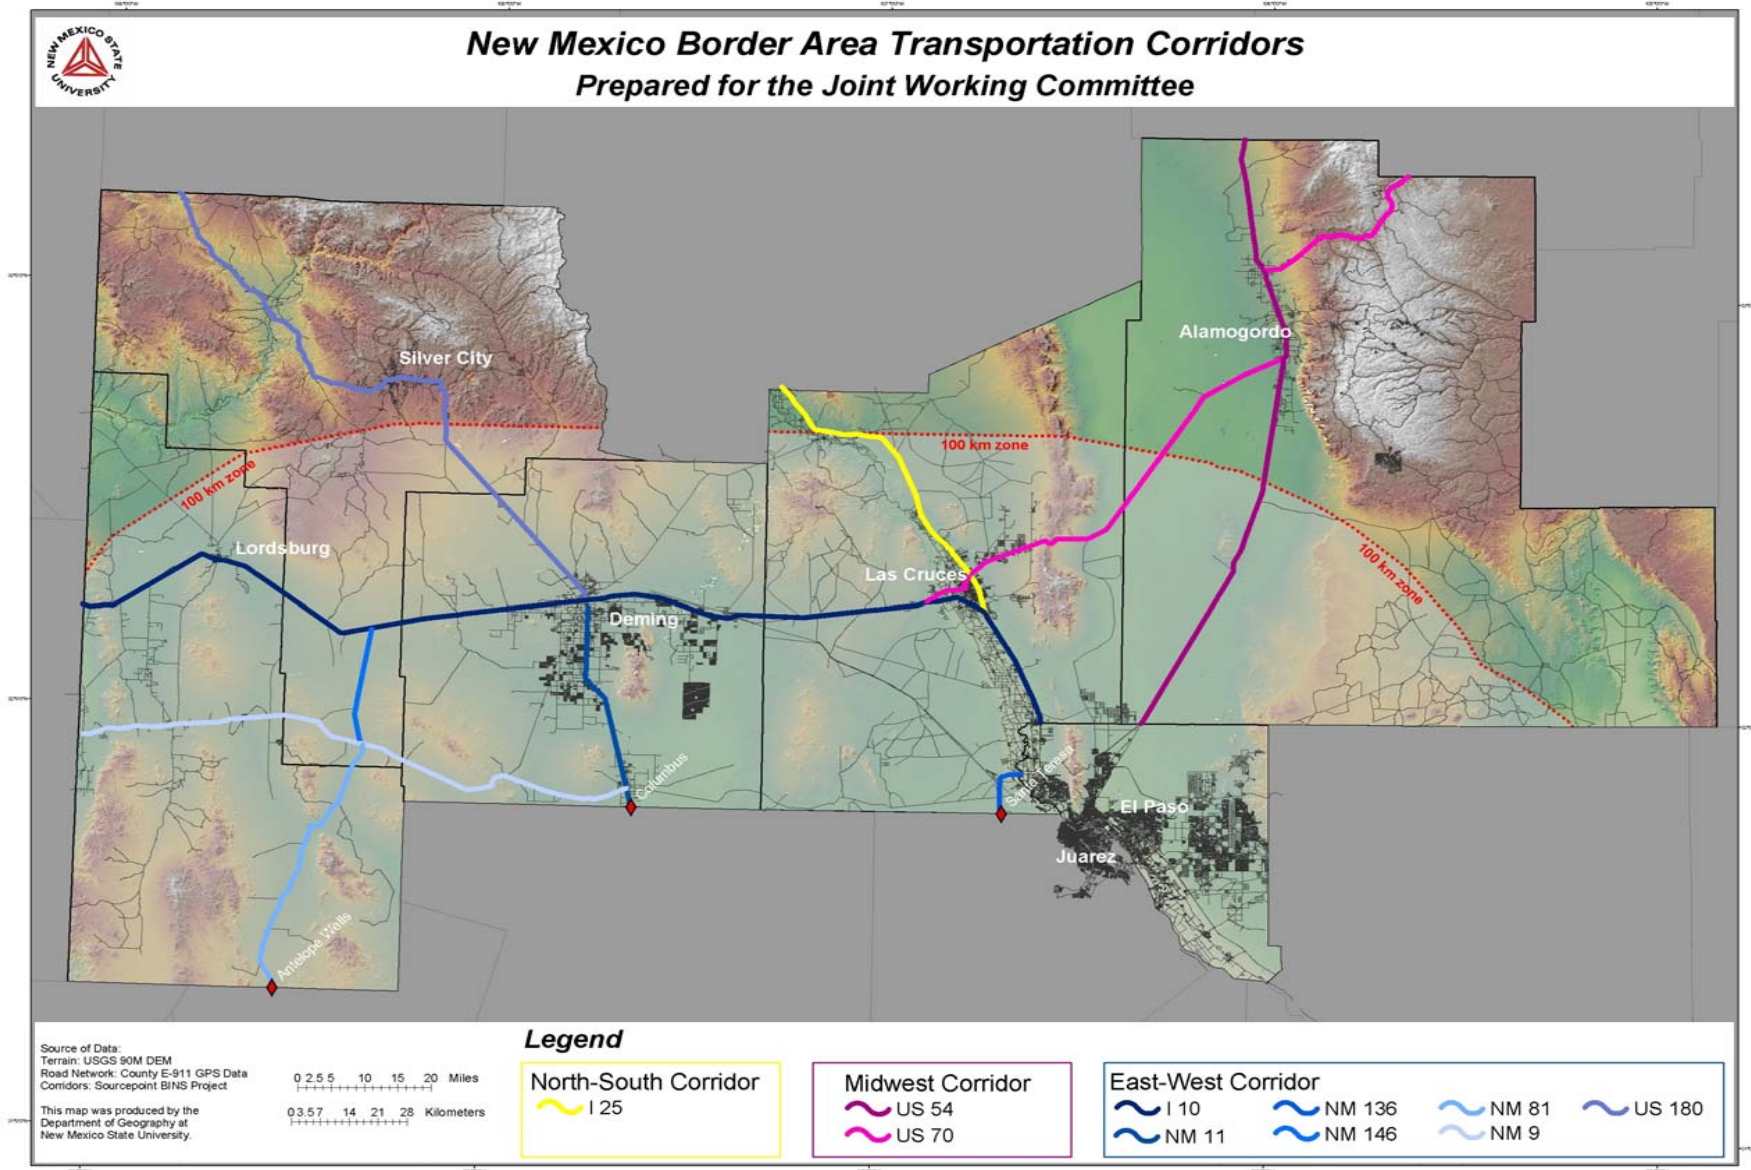 NEW MEXICO STATE UNIVERSITY
New Mexico Border Area Transportation Corridors
Prepared for the Joint Working Committee
Silver City
Alamogordo
100 km zone
100 km zone
100 km zone
Lordsburg
Las Cruces
Deming
Columbus
Santa Teresa
El Paso
Juarez
Antelope Wells
Source of Data:
Terrain: USGS 90M DEM
Road Network: County E-911 GPS Data
Corridors: Sourcepoint BINS Project
This map was produced by the
Department of Geography at
New Mexico State University.
0 2.5 5 10 15 20 Miles
0 3.5 7 14 21 28 Kilometers
Legend
North-South Corridor
I 25
Midwest Corridor
US 54
US 70
East-West Corridor
I 10 NM 136 NM 81 US 180
NM 11 NM 146 NM 9